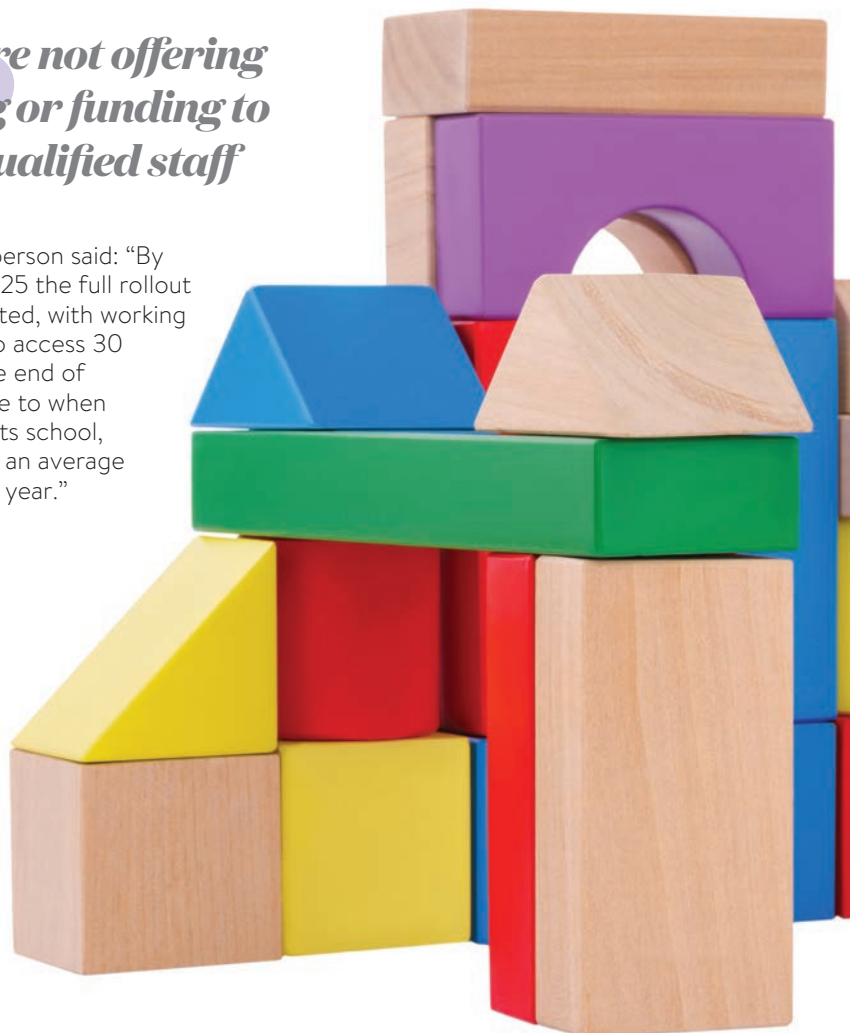 re not offering
g or funding to
ualified staff
erson said: “By
25 the full rollout
ted, with working
o access 30
e end of
e to when
ts school,
an average
year.”